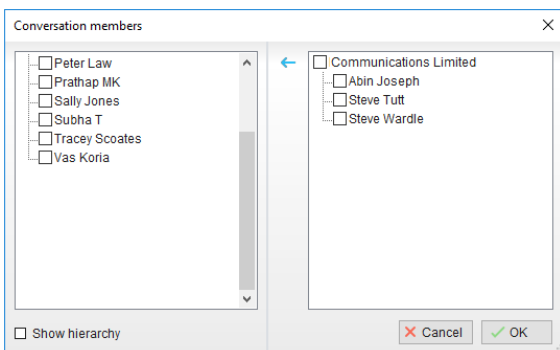 Conversation members
Peter Law
Prathap MK
Sally Jones
Subha T
Tracey Scoates
Vas Koria
Communications Limited
Abin Joseph
Steve Tutt
Steve Wardle
Show hierarchy
Cancel
OK